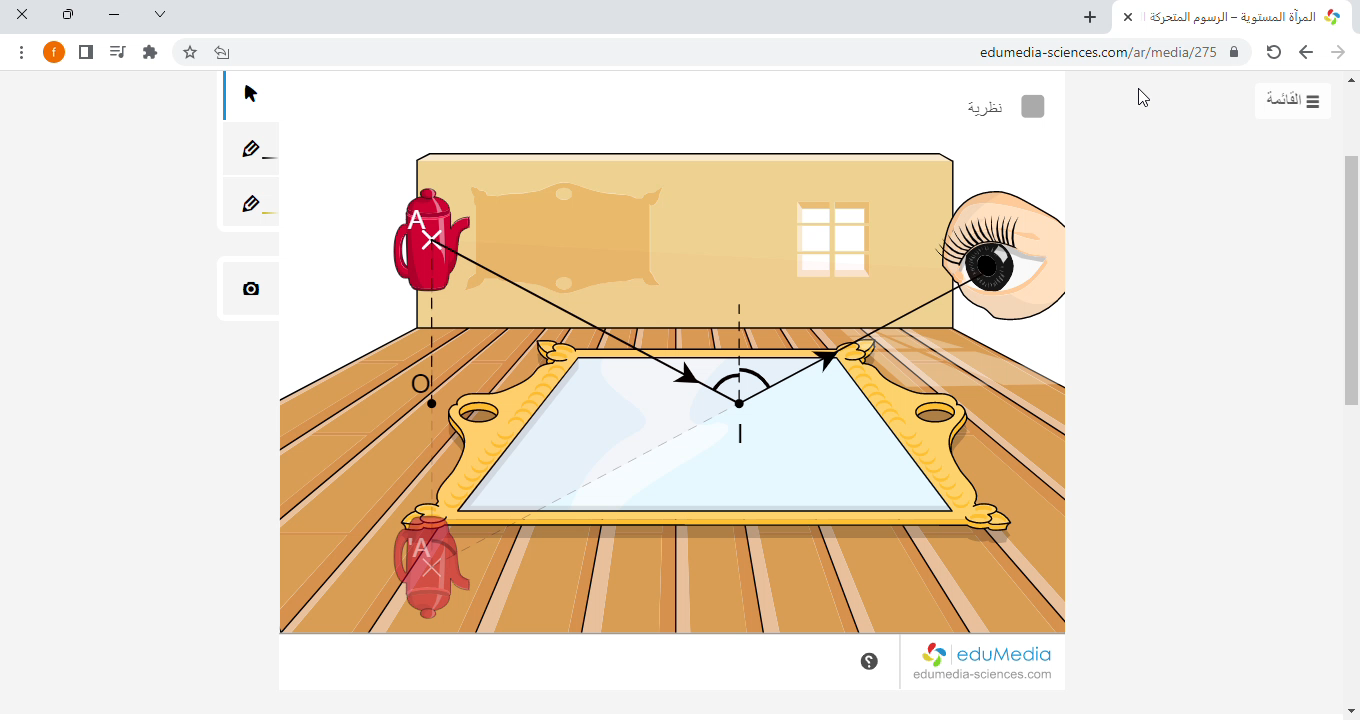 المرآة المستوية – الرسوم المتحركة
edumedia-sciences.com/ar/media/275
f
القائمة
نظرية
A
O
I
A'
eduMedia
edumedia-sciences.com